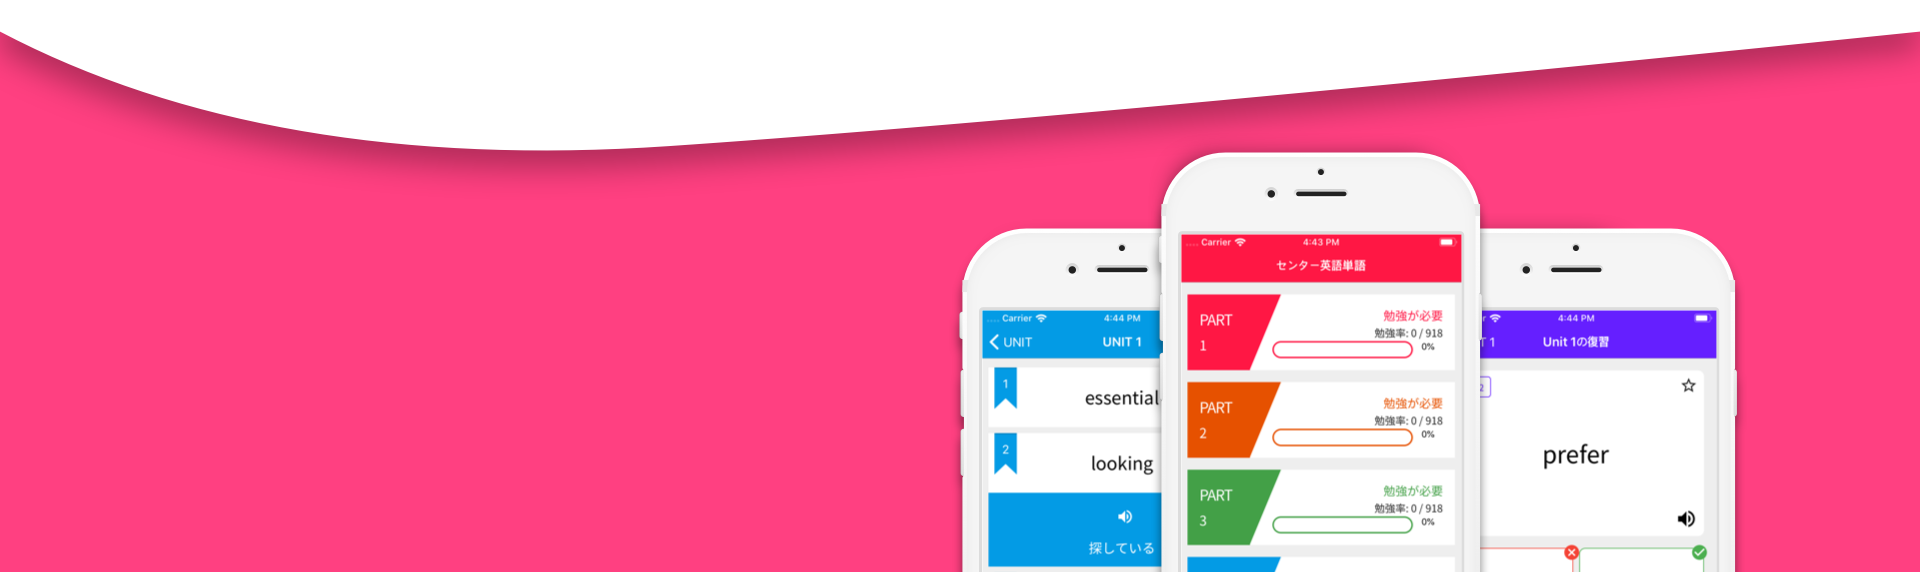 .... Carrier
4:44 PM
UNIT
UNIT 1
1
essential
2
looking
探している
.... Carrier
4:43 PM
センター英語単語
PART
1
勉強が必要
勉強率: 0 / 918
0%
PART
2
勉強が必要
勉強率: 0 / 918
0%
PART
3
勉強が必要
勉強率: 0 / 918
0%
4:44 PM
T 1
Unit 1の復習
2
prefer